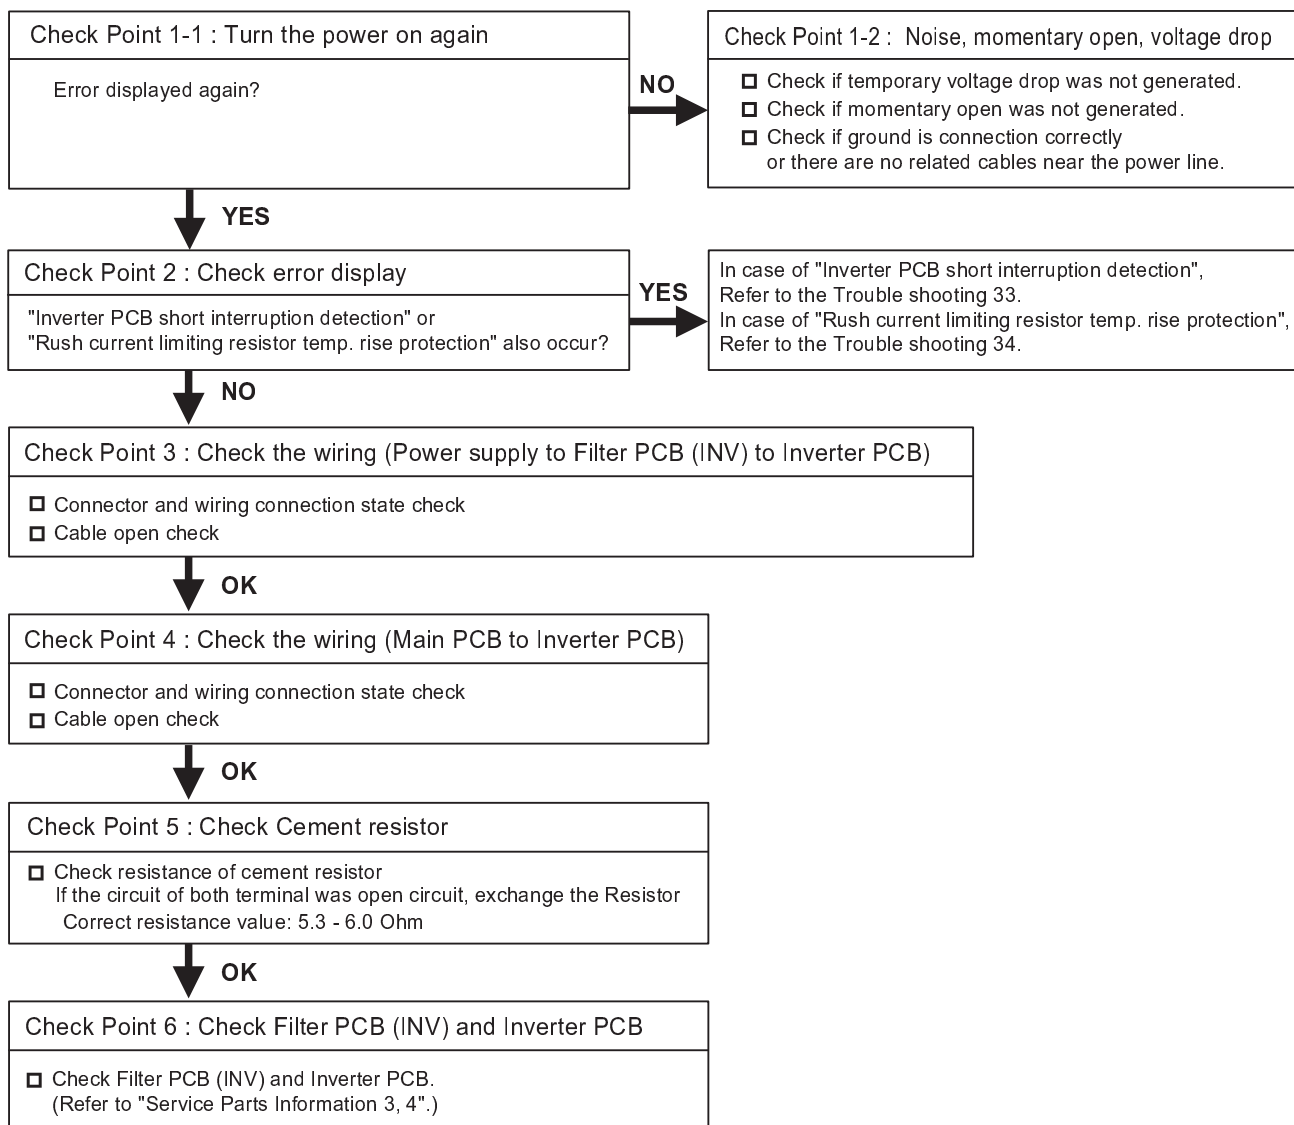 Check Point 1-1 : Turn the power on again
Error displayed again?
NO
Check Point 1-2 : Noise, momentary open, voltage drop
Check if temporary voltage drop was not generated.
Check if momentary open was not generated.
Check if ground is connection correctly
or there are no related cables near the power line.
YES
Check Point 2 : Check error display
"Inverter PCB short interruption detection" or
"Rush current limiting resistor temp. rise protection" also occur?
YES
In case of "Inverter PCB short interruption detection",
Refer to the Trouble shooting 33.
In case of "Rush current limiting resistor temp. rise protection",
Refer to the Trouble shooting 34.
NO
Check Point 3 : Check the wiring (Power supply to Filter PCB (INV) to Inverter PCB)
Connector and wiring connection state check
Cable open check
OK
Check Point 4 : Check the wiring (Main PCB to Inverter PCB)
Connector and wiring connection state check
Cable open check
OK
Check Point 5 : Check Cement resistor
Check resistance of cement resistor
If the circuit of both terminal was open circuit, exchange the Resistor
Correct resistance value: 5.3 - 6.0 Ohm
OK
Check Point 6 : Check Filter PCB (INV) and Inverter PCB
Check Filter PCB (INV) and Inverter PCB.
(Refer to "Service Parts Information 3, 4".)